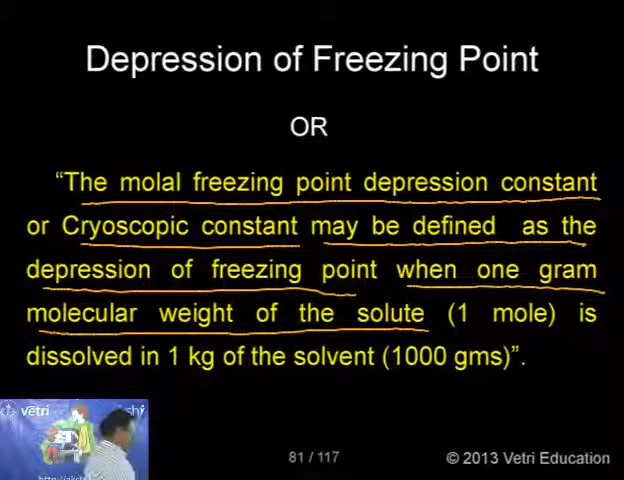 Depression of Freezing Point
OR
“The molal freezing point depression constant
or Cryoscopic constant may be defined as the
depression of freezing point when one gram
molecular weight of the solute (1 mole) is
dissolved in 1 kg of the solvent (1000 gms)”.
vetri
81 / 117
© 2013 Vetri Education